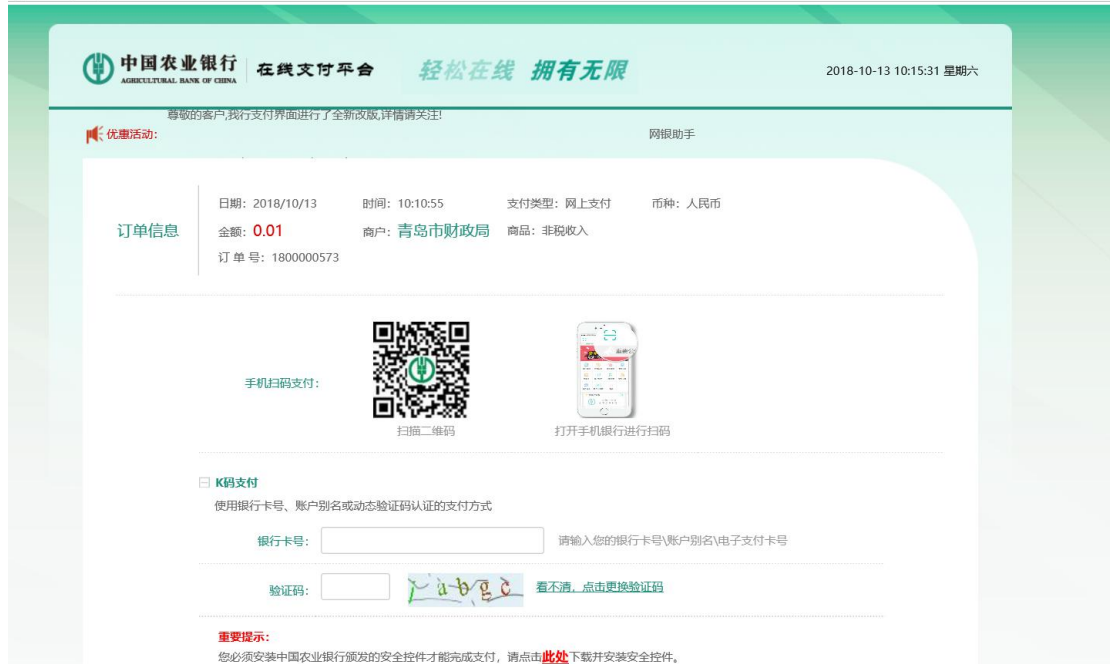 中国农业银行 在线支付平台 轻松在线 拥有无限 2018-10-13 10:15:31 星期六
AGRICULTURAL BANK OF CHINA
尊敬的客户,我行支付界面进行了全新改版,详情请关注!
优惠活动: 网银助手
日期: 2018/10/13 时间: 10:10:55 支付类型: 网上支付 币种: 人民币
订单信息 金额: 0.01 商户: 青岛市财政局 商品: 非税收入
订 单 号: 1800000573
手机扫码支付:
扫描二维码 打开手机银行进行扫码
K码支付
使用银行卡号、账户别名或动态验证码认证的支付方式
银行卡号: 请输入您的银行卡号\账户别名\电子支付卡号
验证码: 看不清, 点击更换验证码
重要提示:
您必须安装中国农业银行颁发的安全控件才能完成支付, 请点击此处下载并安装安全控件。